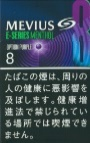 MEVIUS
E-SERIES MENTHOL
OPTION PURPLE
8
たばこの煙は、周りの
人の健康に悪影響を
及ぼします。健康増
進法で禁じられて
いる場所では喫煙でき
ません。